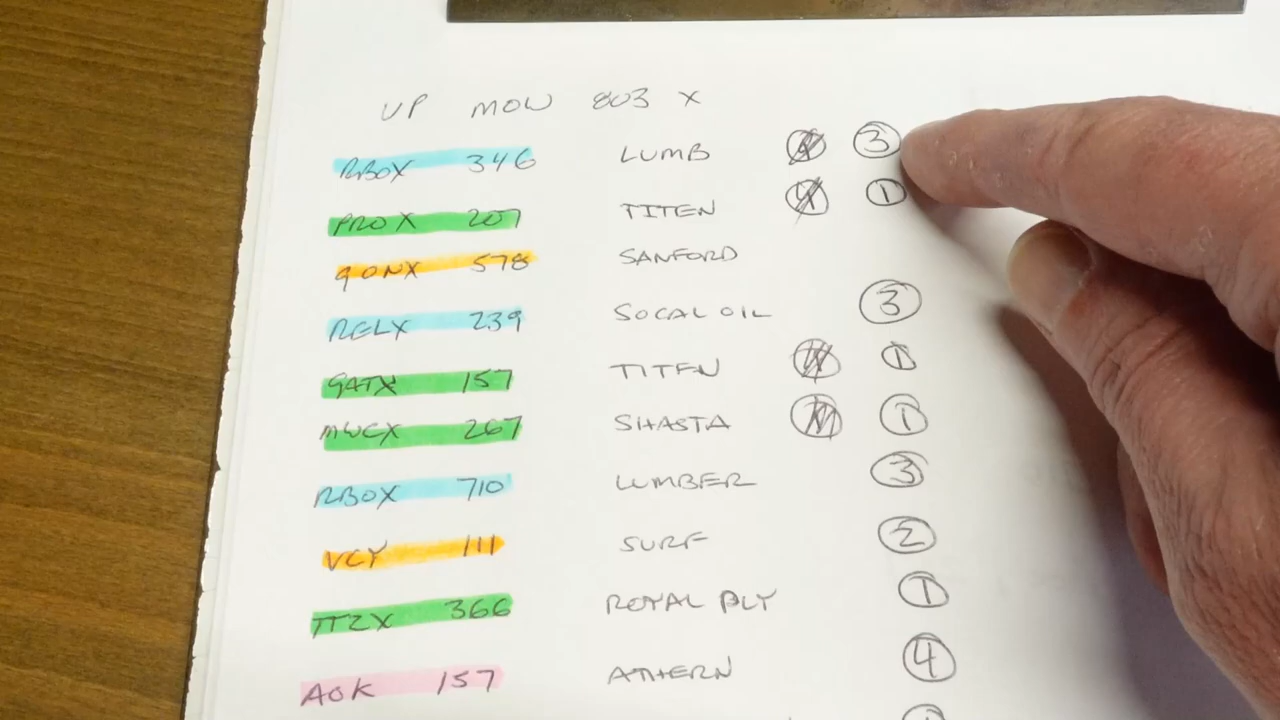 UP MOW 803 X
RBOX 346 LUMB 3
PROX 207 TITEN 1
GONX 578 SANFORD
RELX 239 SOCAL OIL 3
GATX 157 TITEN 1
MWCX 267 SHASTA 1
RBOX 710 LUMBER 3
VCY 111 SURF 2
TTZX 366 ROYAL PLY 1
AOK 157 ATHERN 4